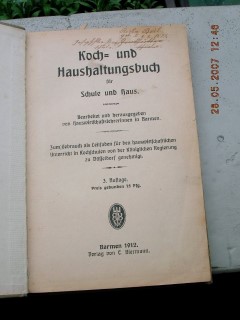 Koch- und
Haushaltungsbuch
für
Schule und Haus.
Bearbeitet und herausgegeben
von Hauswirtschaftslehrerinnen in Barmen.
Zum Gebrauch als Leitfaden für den hauswirtschaftlichen
Unterricht in Kochschulen von der Königlichen Regierung
zu Düsseldorf genehmigt.
3. Auflage.
Preis gebunden 75 Pfg.
Barmen 1912.
Verlag von C. Biermann.
28-05-2007 12:48